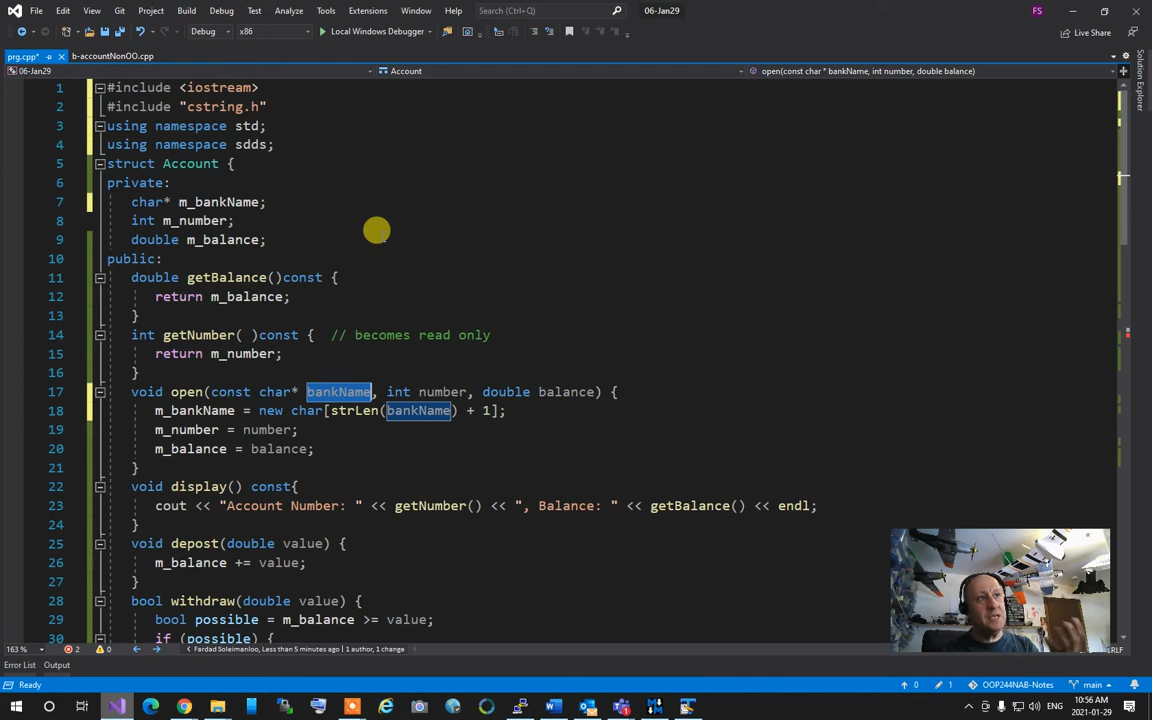 File Edit View Git Project Build Debug Test Analyze Tools Extensions Window Help Search (Ctrl+Q) 06-Jan29 FS
Debug x86 Local Windows Debugger Live Share
prg.cpp* b-accountNonOO.cpp
06-Jan29 Account open(const char * bankName, int number, double balance)
Solution Explorer
1 #include <iostream>
2 #include "cstring.h"
3 using namespace std;
4 using namespace sdds;
5 struct Account {
6 private:
7 char* m_bankName;
8 int m_number;
9 double m_balance;
10 public:
11 double getBalance()const {
12 return m_balance;
13 }
14 int getNumber( )const { // becomes read only
15 return m_number;
16 }
17 void open(const char* bankName, int number, double balance) {
18 m_bankName = new char[strLen(bankName) + 1];
19 m_number = number;
20 m_balance = balance;
21 }
22 void display() const{
23 cout << "Account Number: " << getNumber() << ", Balance: " << getBalance() << endl;
24 }
25 void depost(double value) {
26 m_balance += value;
27 }
28 bool withdraw(double value) {
29 bool possible = m_balance >= value;
30 if (possible) {
163 % 2 0 Fardad Soleimanloo, Less than 5 minutes ago | 1 author, 1 change CRLF
Error List Output
Ready 0 1 OOP244NAB-Notes main
ENG 10:56 AM 2021-01-29